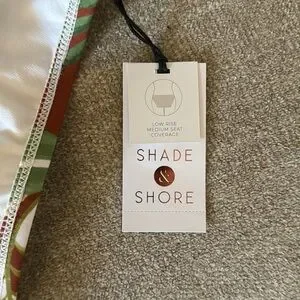 LOW RISE
MEDIUM SEAT
COVERAGE
SHADE
&
SHORE